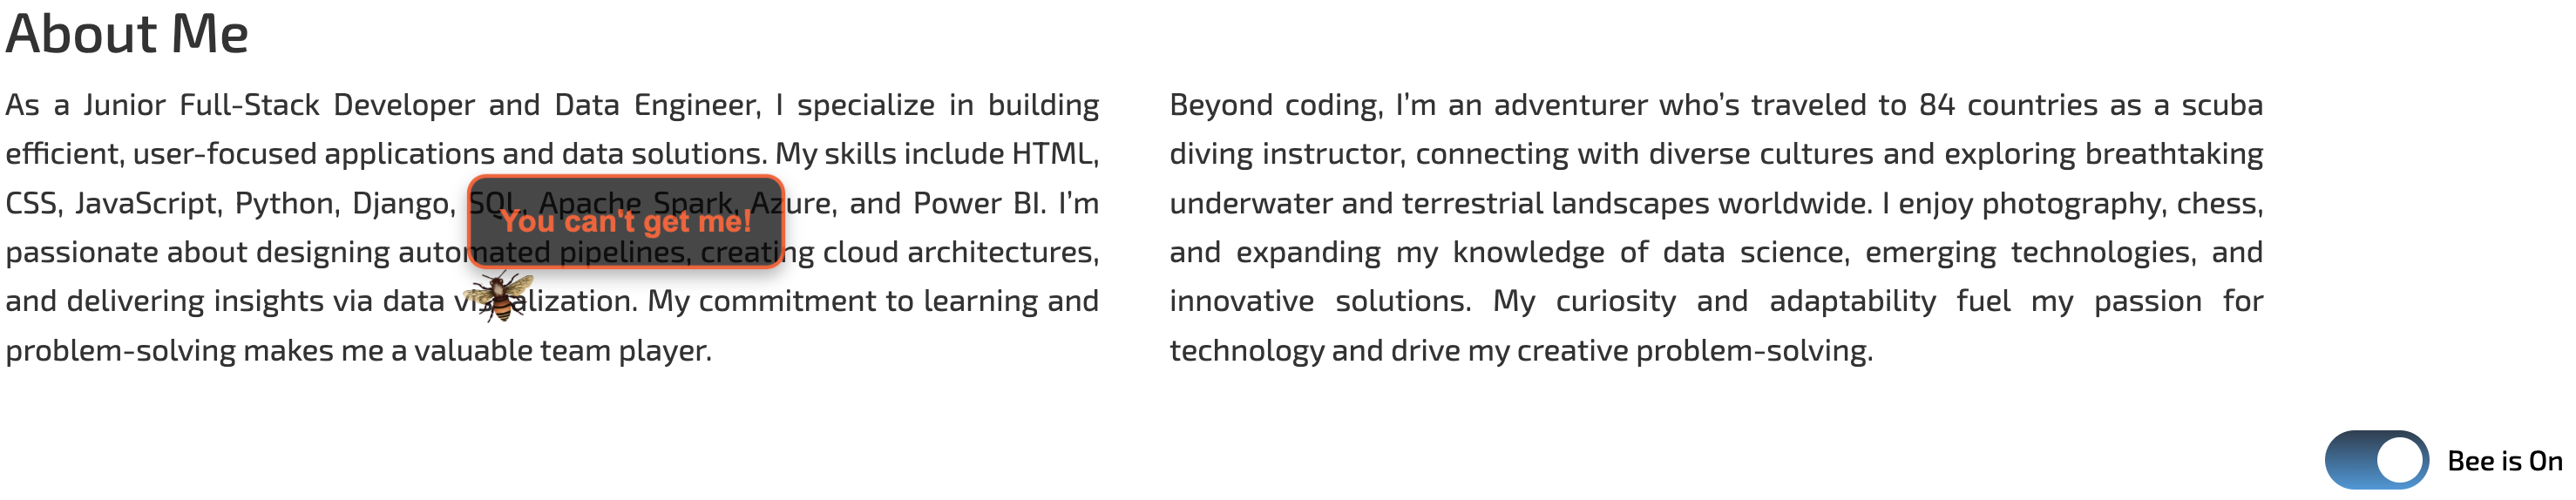 About Me
As a Junior Full-Stack Developer and Data Engineer, I specialize in building
efficient, user-focused applications and data solutions. My skills include HTML,
CSS, JavaScript, Python, Django, SQL, Apache Spark, Azure, and Power BI. I'm
You can't get me!
passionate about designing automated pipelines, creating cloud architectures,
and delivering insights via data visualization. My commitment to learning and
problem-solving makes me a valuable team player.
Beyond coding, I'm an adventurer who's traveled to 84 countries as a scuba
diving instructor, connecting with diverse cultures and exploring breathtaking
underwater and terrestrial landscapes worldwide. I enjoy photography, chess,
and expanding my knowledge of data science, emerging technologies, and
innovative solutions. My curiosity and adaptability fuel my passion for
technology and drive my creative problem-solving.
Bee is On